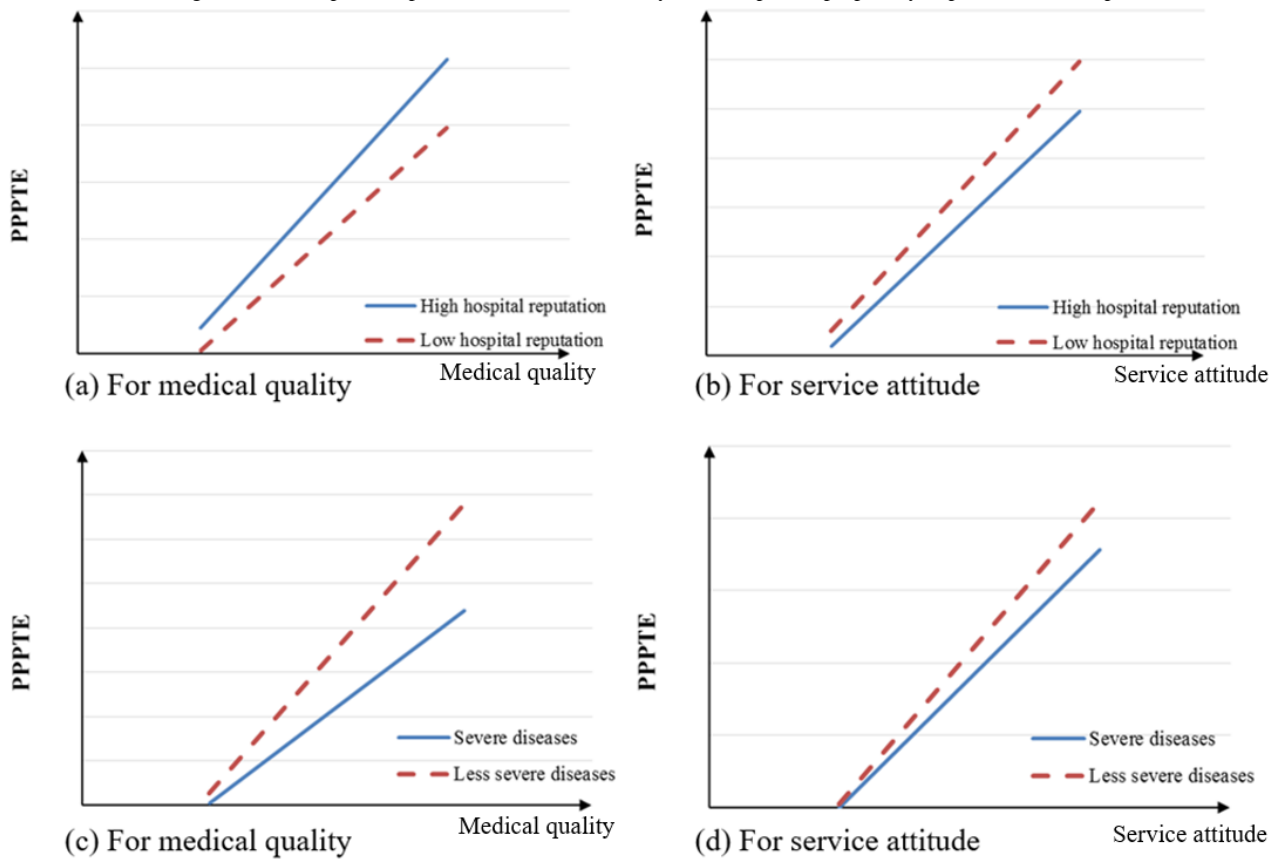 PPPTE
High hospital reputation
Low hospital reputation
Medical quality
(a) For medical quality
PPPTE
High hospital reputation
Low hospital reputation
Service attitude
(b) For service attitude
PPPTE
Severe diseases
Less severe diseases
Medical quality
(c) For medical quality
PPPTE
Severe diseases
Less severe diseases
Service attitude
(d) For service attitude